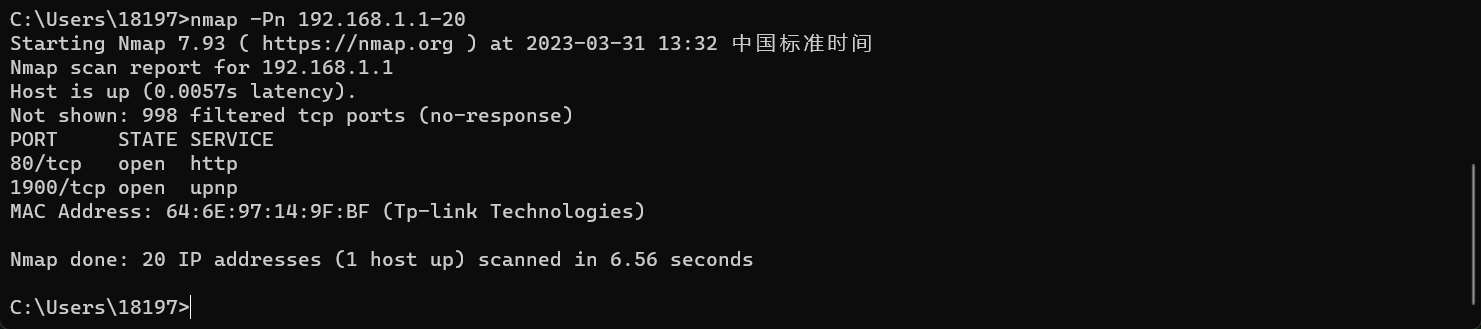 C:\Users\18197>nmap -Pn 192.168.1.1-20
Starting Nmap 7.93 ( https://nmap.org ) at 2023-03-31 13:32 中国标准时间
Nmap scan report for 192.168.1.1
Host is up (0.0057s latency).
Not shown: 998 filtered tcp ports (no-response)
PORT     STATE SERVICE
80/tcp   open  http
1900/tcp open  upnp
MAC Address: 64:6E:97:14:9F:BF (Tp-link Technologies)
Nmap done: 20 IP addresses (1 host up) scanned in 6.56 seconds
C:\Users\18197>